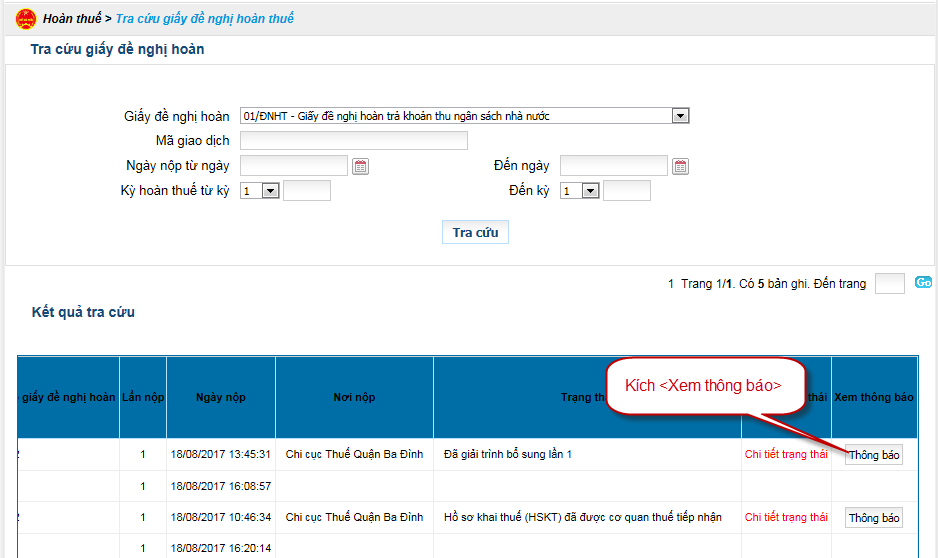 Hoàn thuế > Tra cứu giấy đề nghị hoàn thuế
Tra cứu giấy đề nghị hoàn
Giấy đề nghị hoàn 01/ĐNHT - Giấy đề nghị hoàn trả khoản thu ngân sách nhà nước
Mã giao dịch
Ngày nộp từ ngày Đến ngày
Kỳ hoàn thuế từ kỳ 1 Đến kỳ 1
Tra cứu
1 Trang 1/1. Có 5 bản ghi. Đến trang Go
Kết quả tra cứu
Kích <Xem thông báo>
giấy đề nghị hoàn Lần nộp Ngày nộp Nơi nộp Trạng thái Xem thông báo
1 18/08/2017 13:45:31 Chi cục Thuế Quận Ba Đình Đã giải trình bổ sung lần 1 Chi tiết trạng thái Thông báo
1 18/08/2017 16:08:57
1 18/08/2017 10:46:34 Chi cục Thuế Quận Ba Đình Hồ sơ khai thuế (HSKT) đã được cơ quan thuế tiếp nhận Chi tiết trạng thái Thông báo
1 18/08/2017 16:20:14